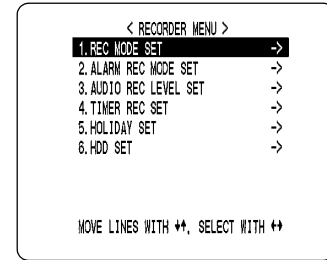 < RECORDER MENU >
1.REC MODE SET ->
2.ALARM REC MODE SET ->
3.AUDIO REC LEVEL SET ->
4.TIMER REC SET ->
5.HOLIDAY SET ->
6.HDD SET ->
MOVE LINES WITH ↓↑, SELECT WITH ←→